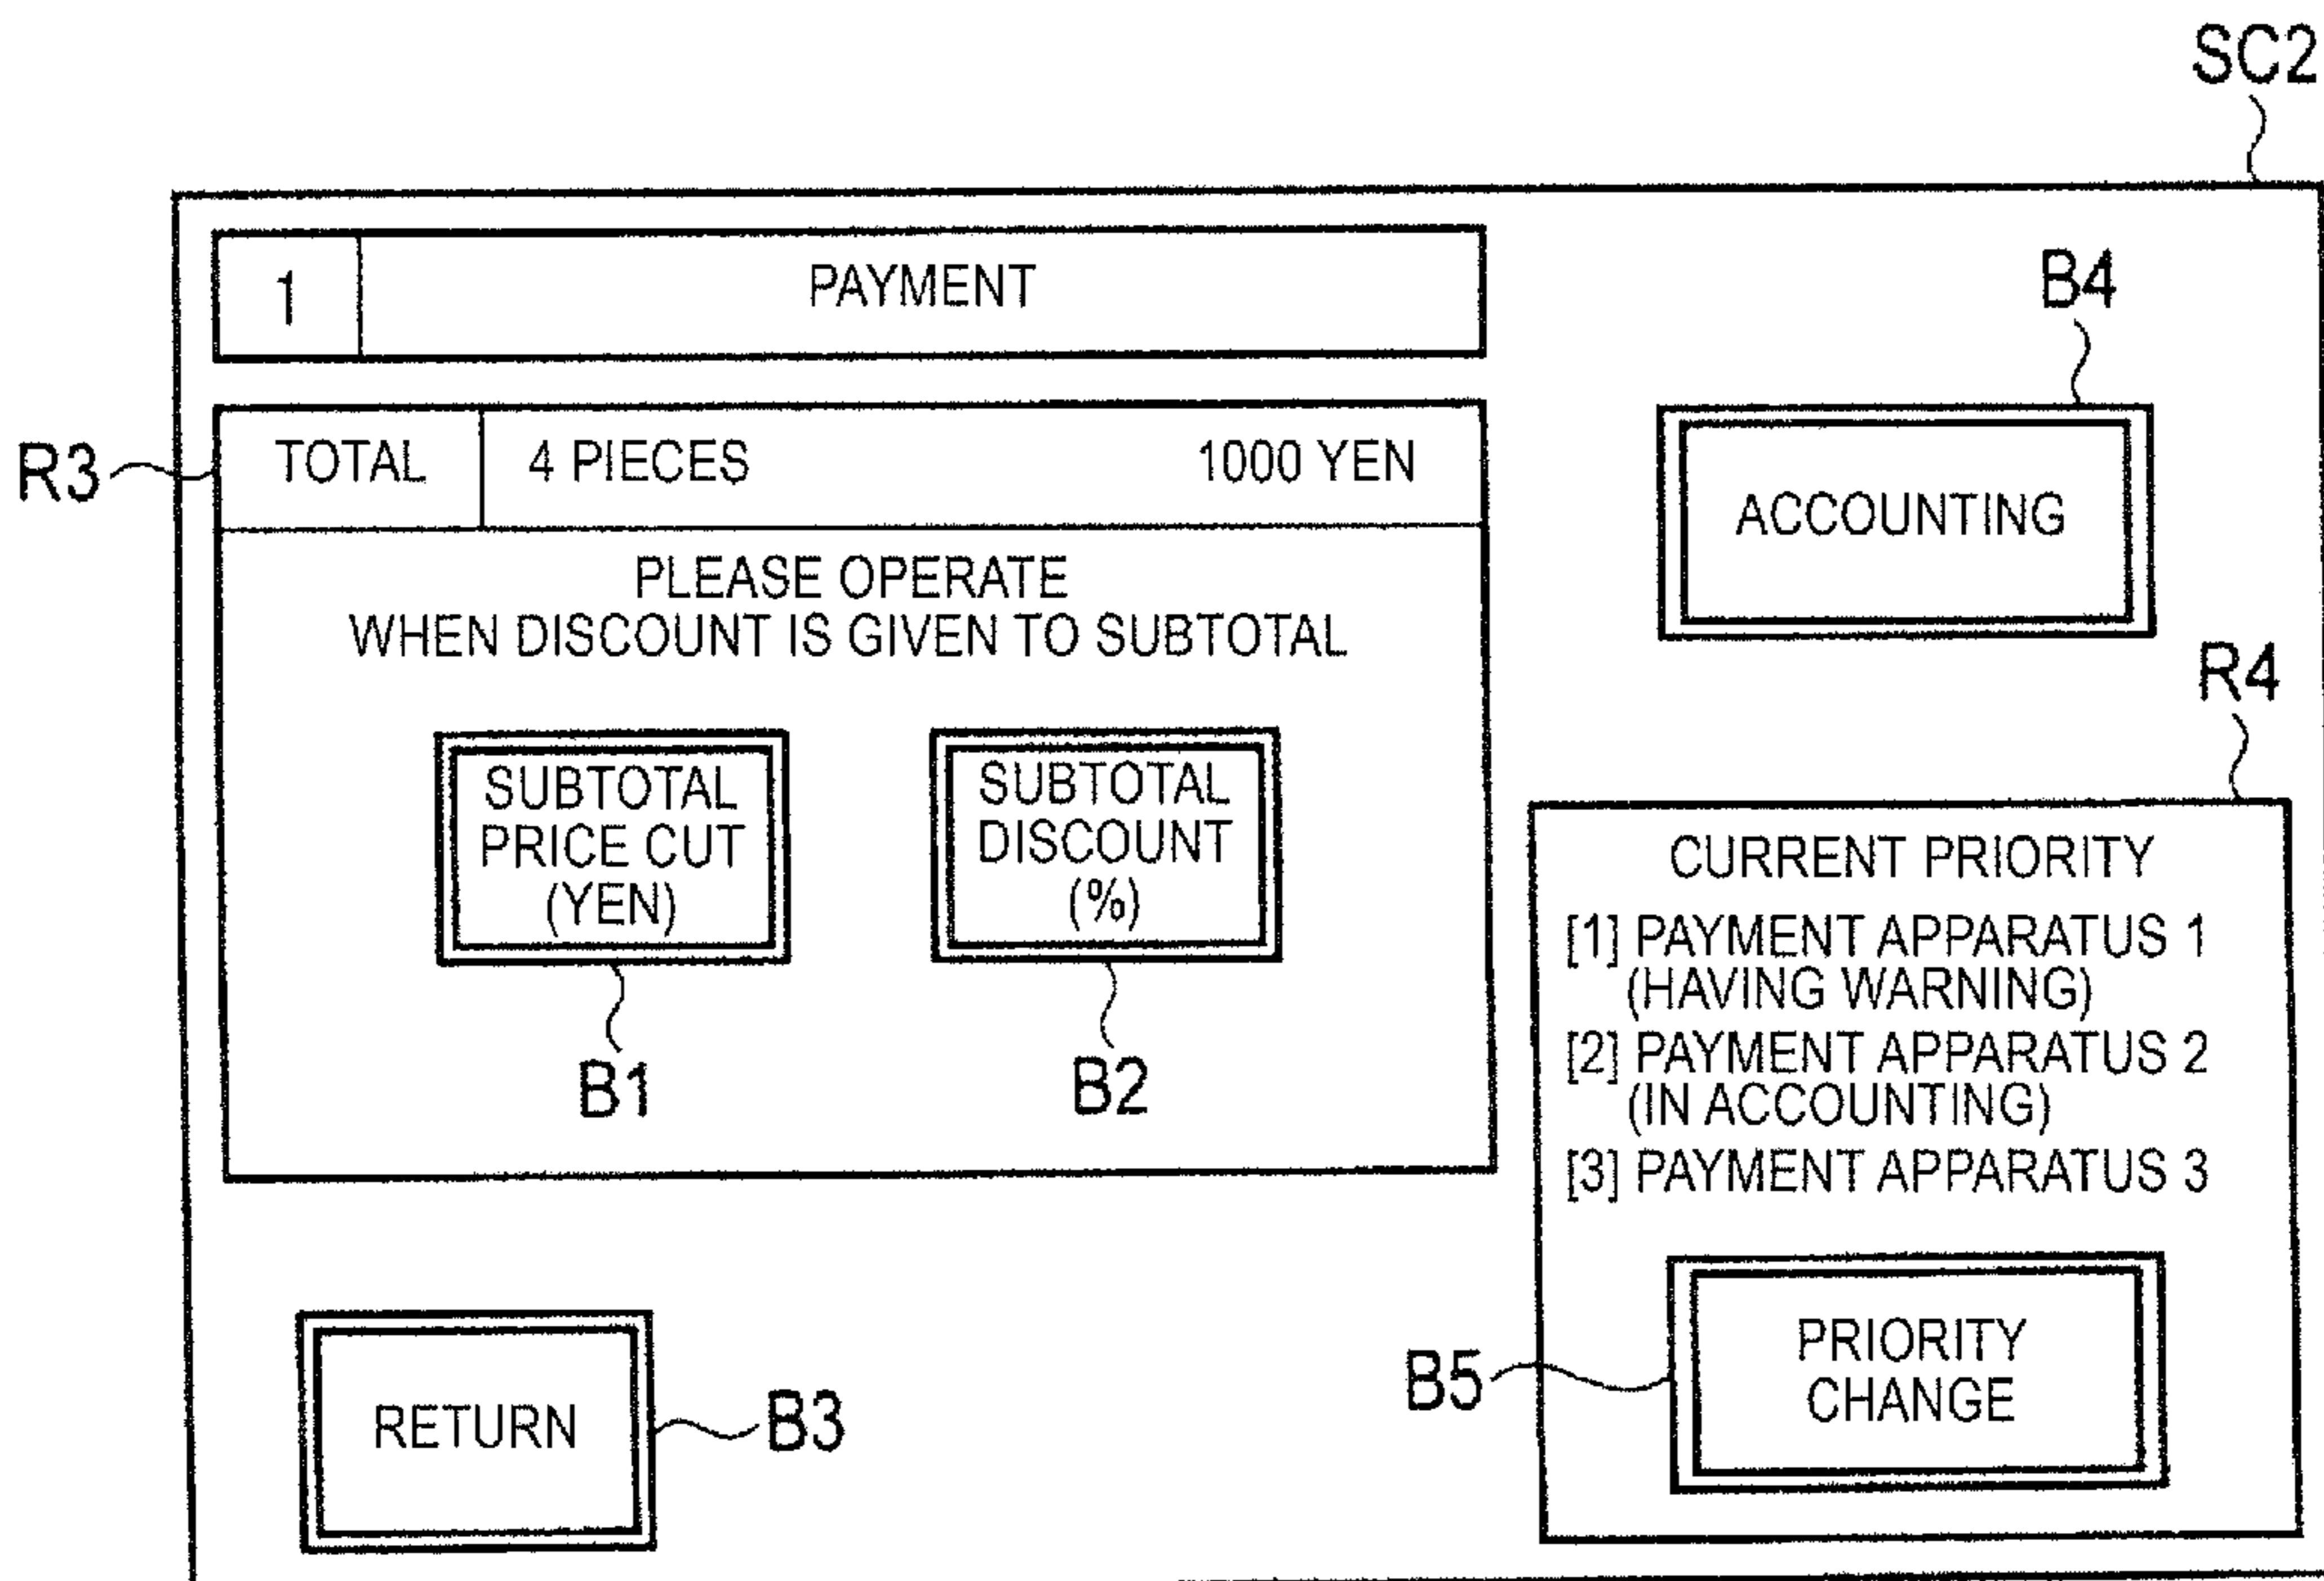 SC2
1 PAYMENT
B4
R3
TOTAL 4 PIECES 1000 YEN
ACCOUNTING
PLEASE OPERATE
WHEN DISCOUNT IS GIVEN TO SUBTOTAL
SUBTOTAL
PRICE CUT
(YEN)
SUBTOTAL
DISCOUNT
(%)
B1
B2
R4
CURRENT PRIORITY
[1] PAYMENT APPARATUS 1
(HAVING WARNING)
[2] PAYMENT APPARATUS 2
(IN ACCOUNTING)
[3] PAYMENT APPARATUS 3
B5
PRIORITY
CHANGE
RETURN
B3